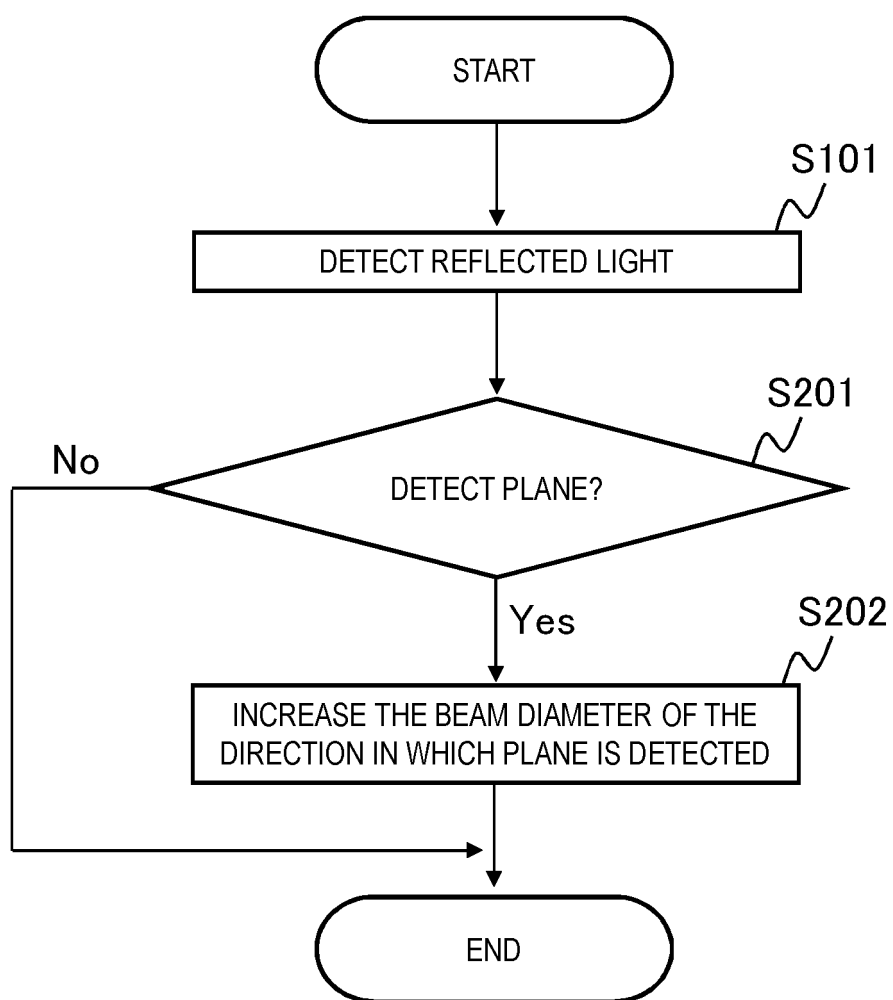 START
S101
DETECT REFLECTED LIGHT
S201
No
DETECT PLANE?
Yes
S202
INCREASE THE BEAM DIAMETER OF THE
DIRECTION IN WHICH PLANE IS DETECTED
END